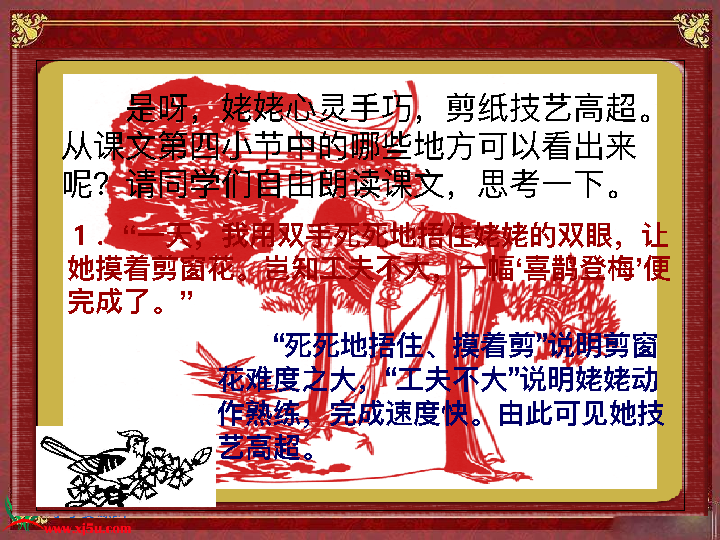 是呀，姥姥心灵手巧，剪纸技艺高超。
从课文第四小节中的哪些地方可以看出来
呢？请同学们自由朗读课文，思考一下。
1．“一天，我用双手死死地捂住姥姥的双眼，让
她摸着剪窗花。岂知工夫不大，一幅‘喜鹊登梅’便
完成了。”
“死死地捂住、摸着剪”说明剪窗
花难度之大，“工夫不大”说明姥姥动
作熟练，完成速度快。由此可见她技
艺高超。
www.xj5u.com